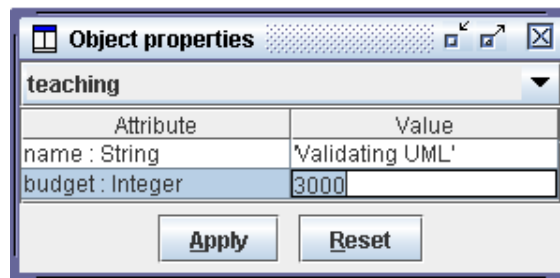 Object properties
teaching
Attribute Value
name : String 'Validating UML'
budget : Integer 3000
Apply Reset